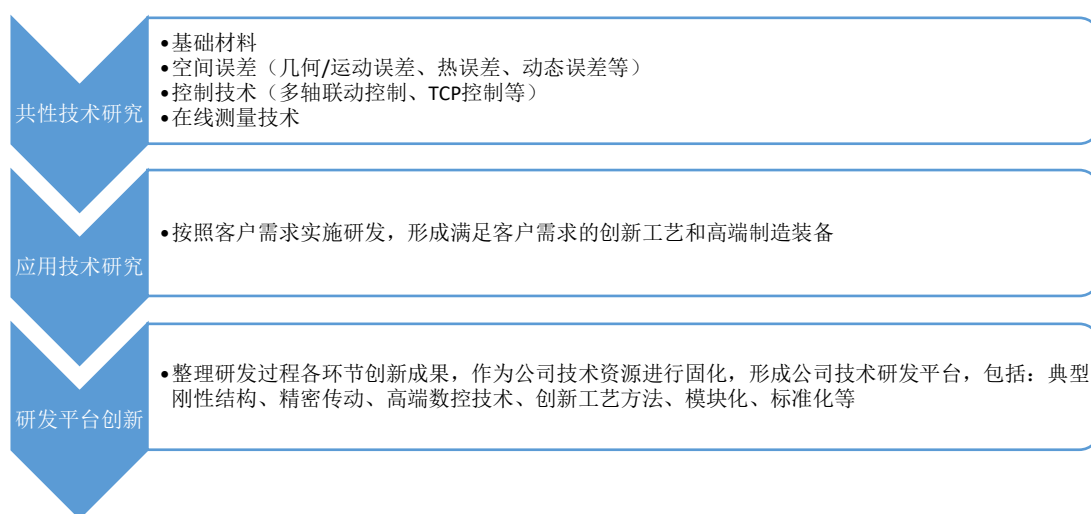 共性技术研究
•基础材料
•空间误差（几何/运动误差、热误差、动态误差等）
•控制技术（多轴联动控制、TCP控制等）
•在线测量技术
应用技术研究
•按照客户需求实施研发，形成满足客户需求的创新工艺和高端制造装备
研发平台创新
•整理研发过程各环节创新成果，作为公司技术资源进行固化，形成公司技术研发平台，包括：典型
刚性结构、精密传动、高端数控技术、创新工艺方法、模块化、标准化等